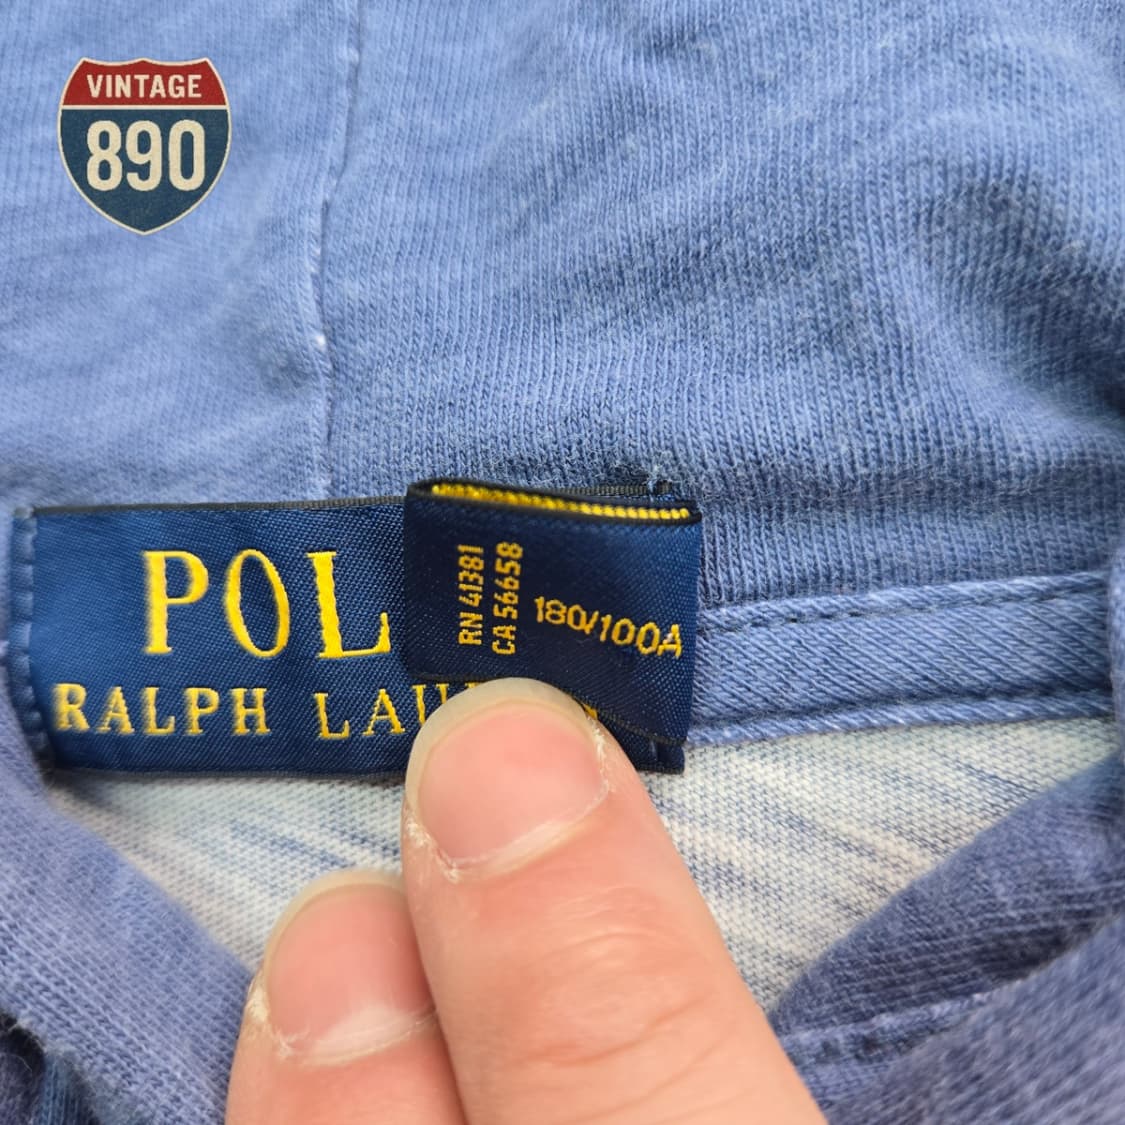 VINTAGE
890
POL
RALPH LAU
RN 41381
CA 56658
180/100A